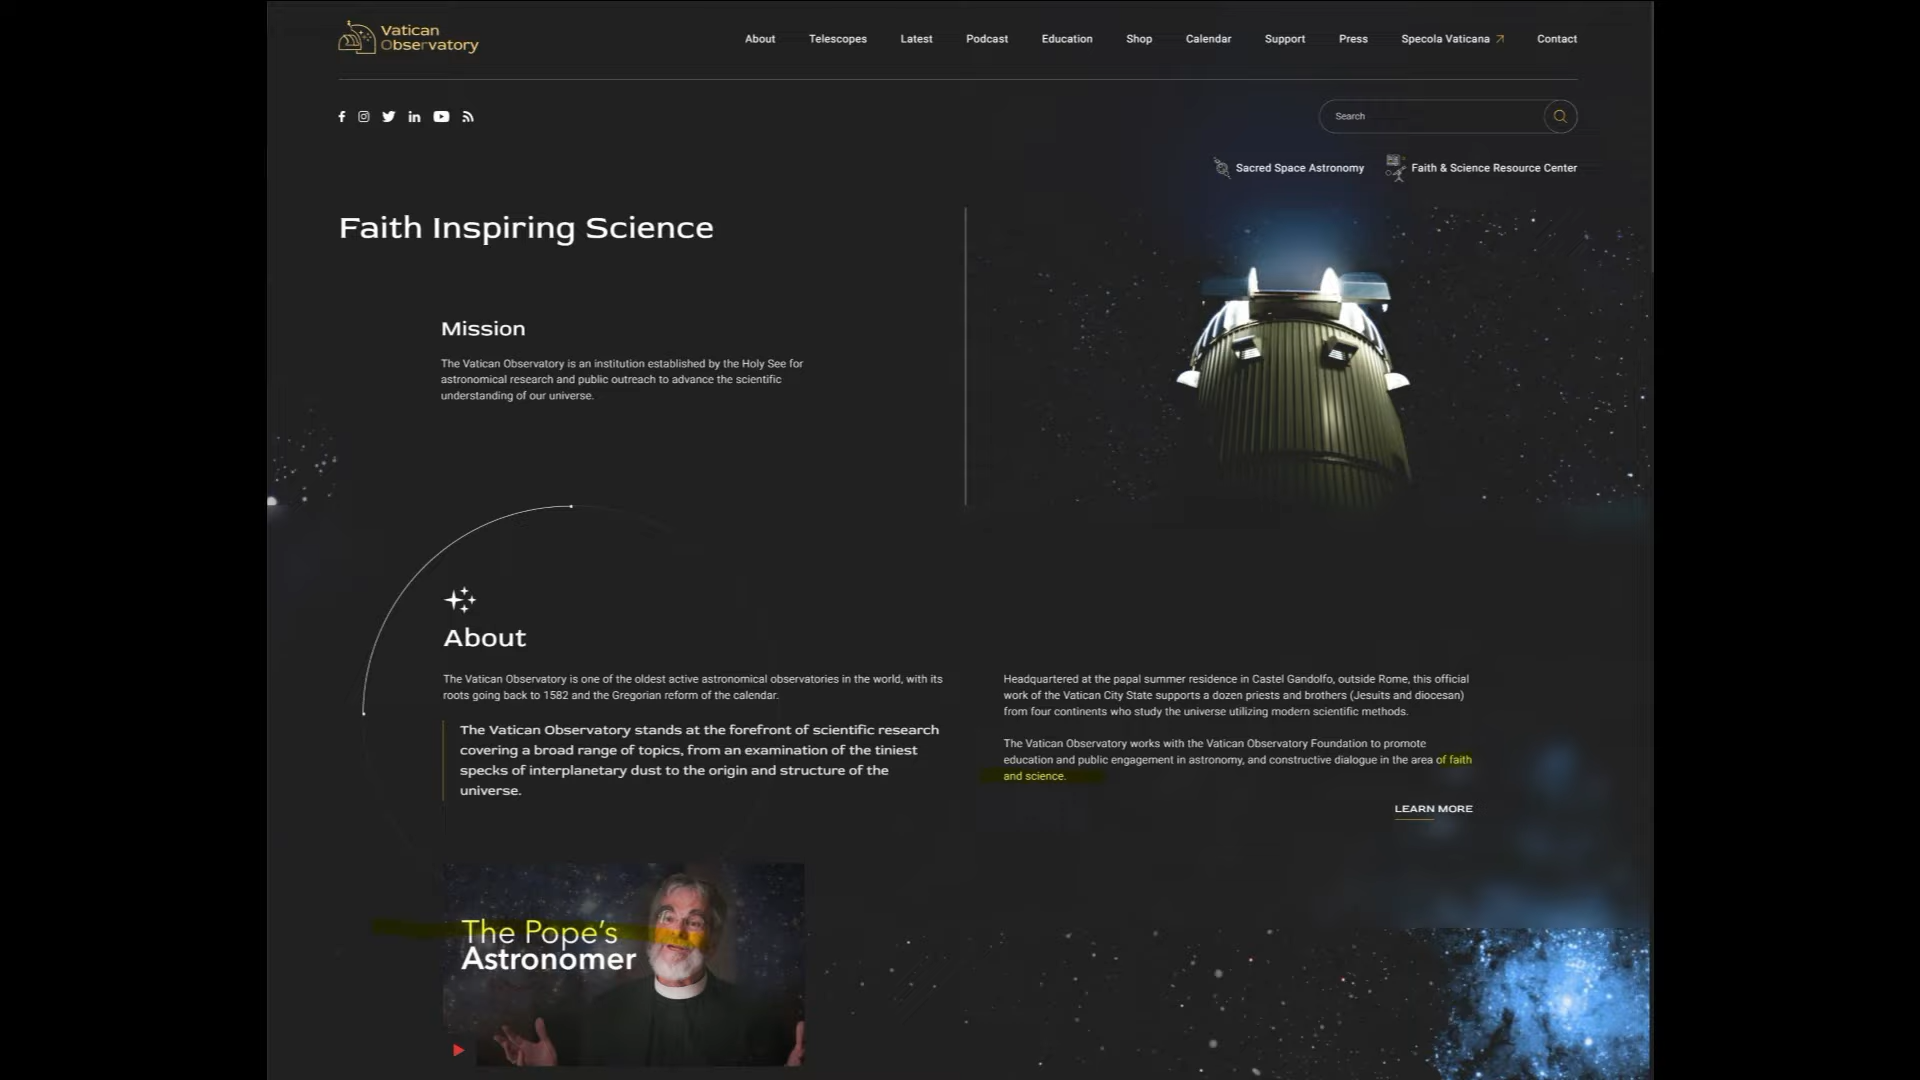 Vatican
Observatory
About Telescopes Latest Podcast Education Shop Calendar Support Press Specola Vaticana Contact
Search
Sacred Space Astronomy Faith & Science Resource Center
Faith Inspiring Science
Mission
The Vatican Observatory is an institution established by the Holy See for
astronomical research and public outreach to advance the scientific
understanding of our universe.
About
The Vatican Observatory is one of the oldest active astronomical observatories in the world, with its
roots going back to 1582 and the Gregorian reform of the calendar.
The Vatican Observatory stands at the forefront of scientific research
covering a broad range of topics, from an examination of the tiniest
specks of interplanetary dust to the origin and structure of the
universe.
Headquartered at the papal summer residence in Castel Gandolfo, outside Rome, this official
work of the Vatican City State supports a dozen priests and brothers (Jesuits and diocesan)
from four continents who study the universe utilizing modern scientific methods.
The Vatican Observatory works with the Vatican Observatory Foundation to promote
education and public engagement in astronomy, and constructive dialogue in the area of faith
and science.
LEARN MORE
The Pope's
Astronomer